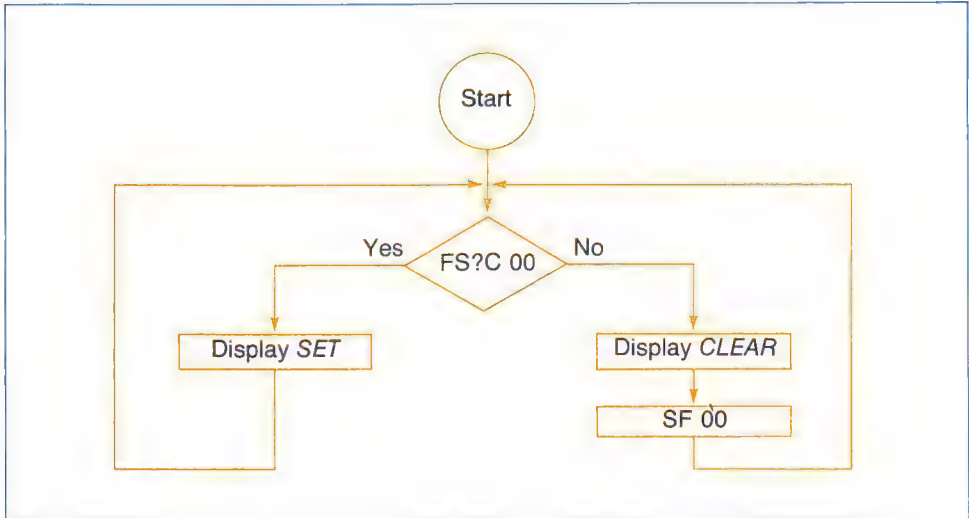 Start
Yes
No
FS?C 00
Display SET
Display CLEAR
SF 00